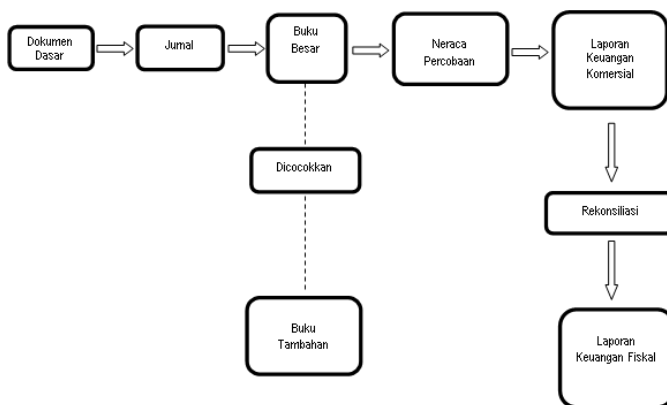 Dokumen
Dasar
Jurnal
Buku
Besar
Neraca
Percobaan
Laporan
Keuangan
Komersial
Dicocokkan
Rekonsiliasi
Buku
Tambahan
Laporan
Keuangan Fiskal